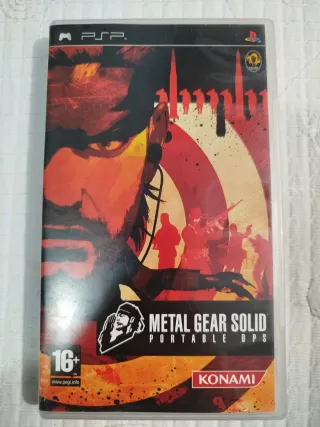 PSP
METAL GEAR SOLID
PORTABLE OPS
16+
www.pegi.info
KONAMI